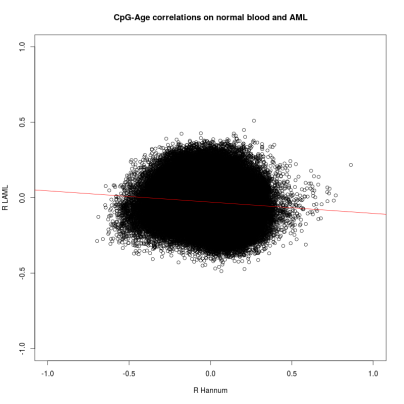 CpG-Age correlations on normal blood and AML
1.0
0.5
0.0
-0.5
-1.0
R LAML
-1.0 -0.5 0.0 0.5 1.0
R Hannum